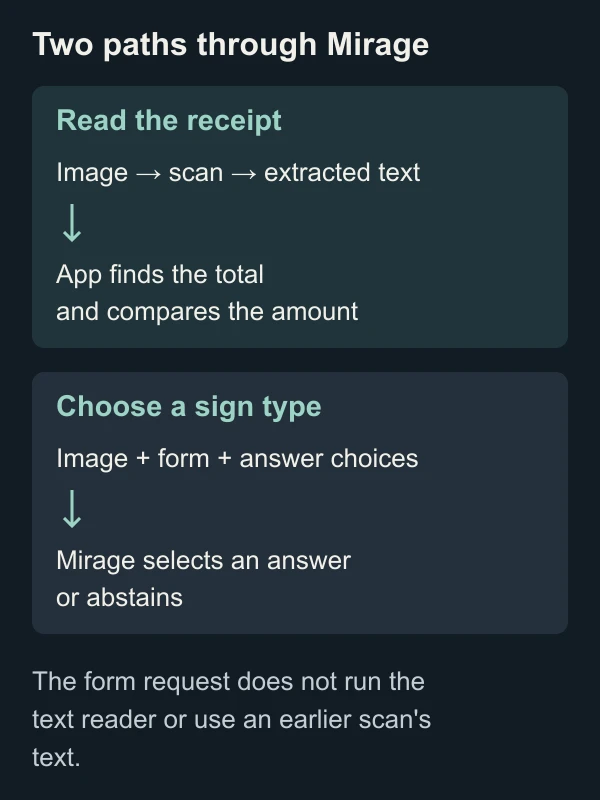 Two paths through Mirage
Read the receipt
Image → scan → extracted text
↓
App finds the total
and compares the amount
Choose a sign type
Image + form + answer choices
↓
Mirage selects an answer
or abstains
The form request does not run the
text reader or use an earlier scan's
text.